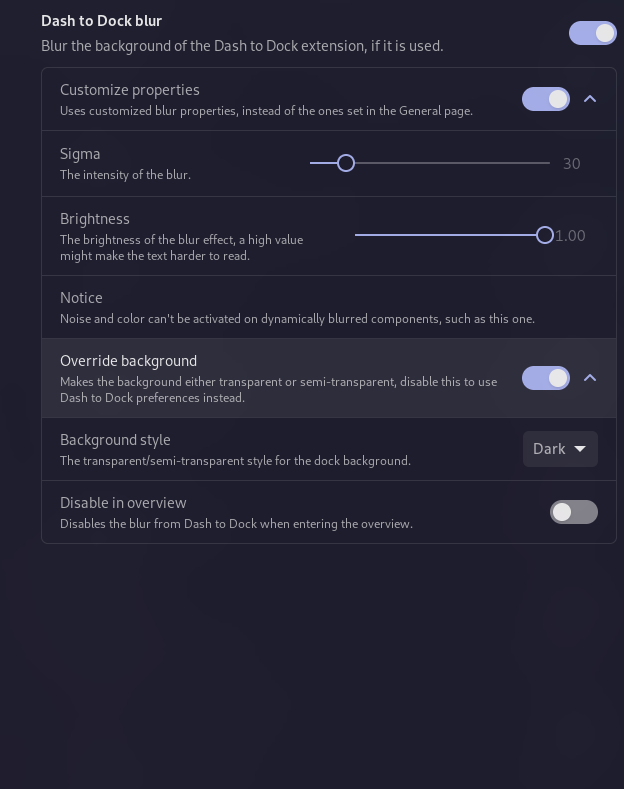 Dash to Dock blur
Blur the background of the Dash to Dock extension, if it is used.
Customize properties
Uses customized blur properties, instead of the ones set in the General page.
Sigma
The intensity of the blur.
30
Brightness
The brightness of the blur effect, a high value
might make the text harder to read.
1.00
Notice
Noise and color can't be activated on dynamically blurred components, such as this one.
Override background
Makes the background either transparent or semi-transparent, disable this to use
Dash to Dock preferences instead.
Background style
The transparent/semi-transparent style for the dock background.
Dark
Disable in overview
Disables the blur from Dash to Dock when entering the overview.